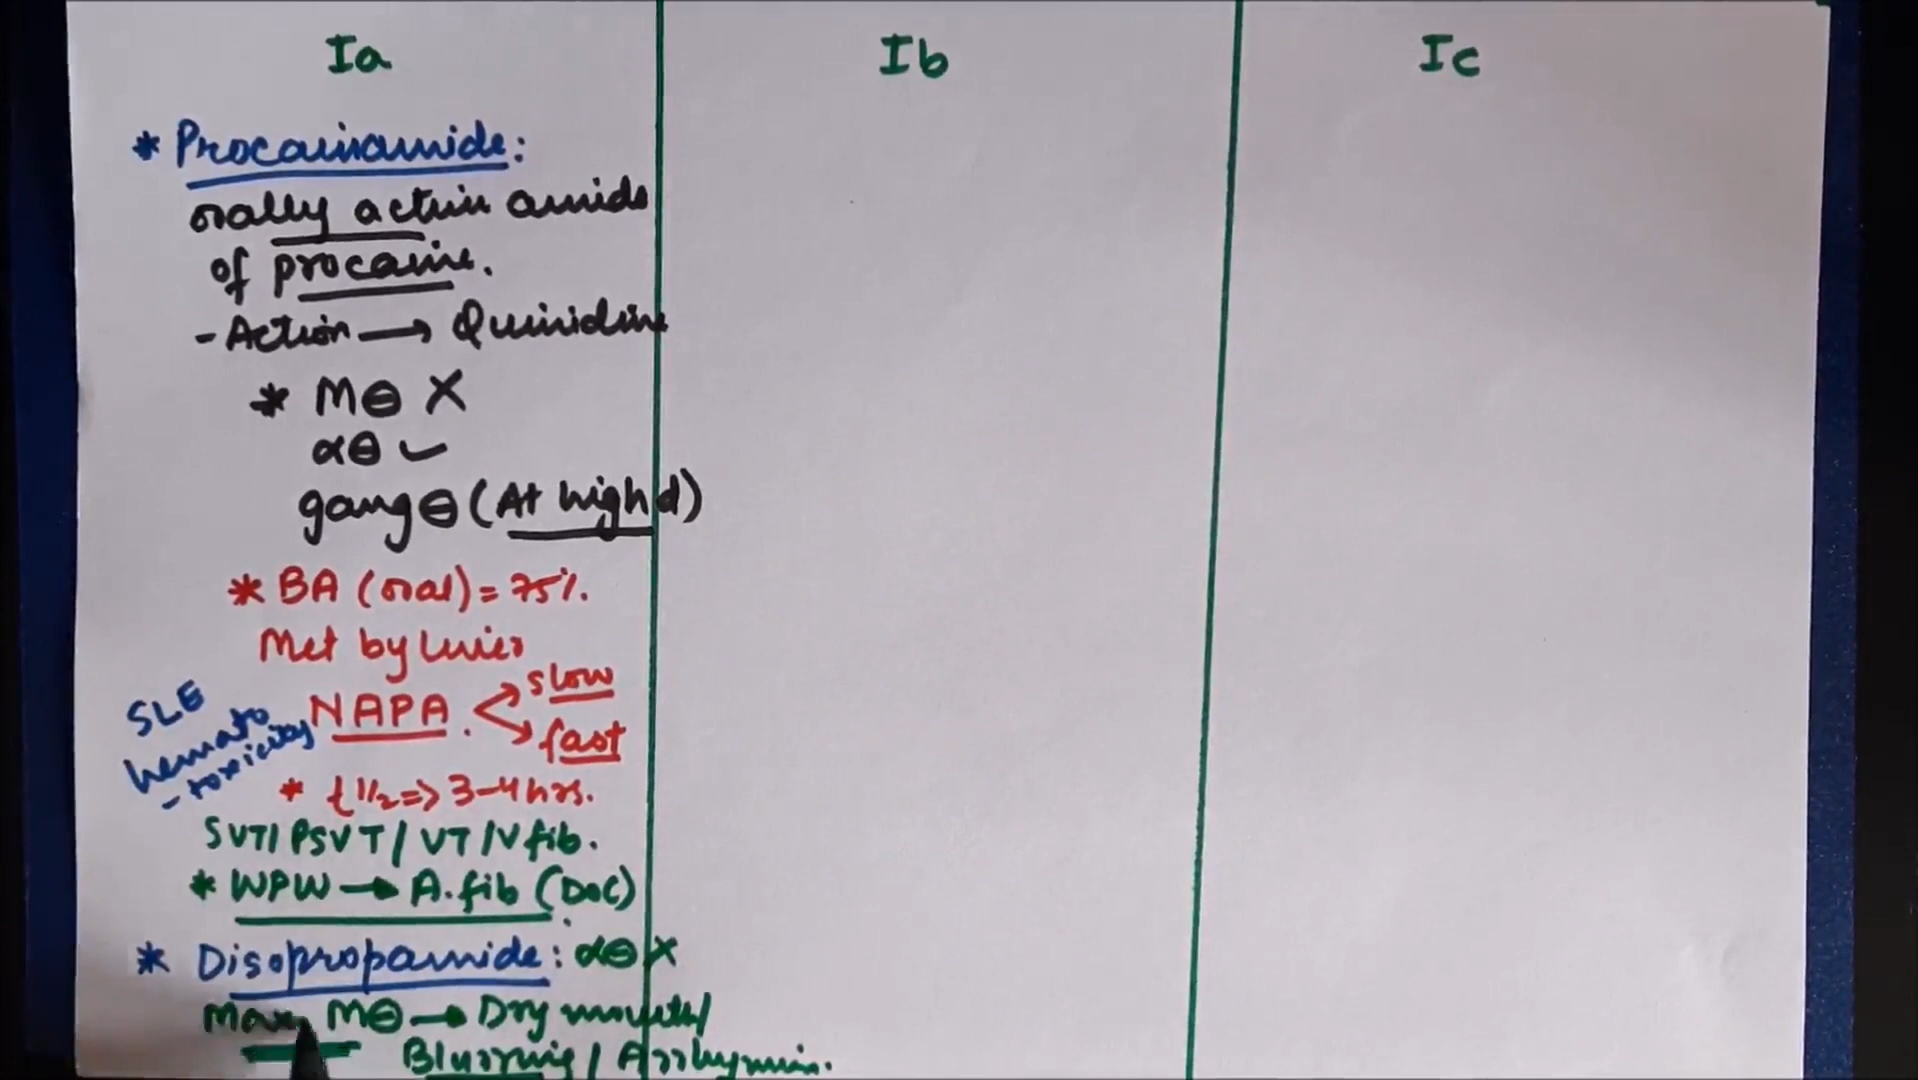 Ia
Ib
Ic
* Procainamide:
orally active amide
of procaine.
- Action → Quinidine
* M⊖ X
α⊖ ✓
gang⊖ (At high d)
* BA (oral) = 75%.
Met by liver
NAPA. slow
fast
SLE
hemato
-toxicity
* t 1/2 => 3-4 hrs.
SVT/ PSVT / VT /V fib.
* WPW → A. fib (DOC)
* Disopropamide: α⊖ X
Max M⊖ → Dry mouth/
Blurring / Arrhythmia.